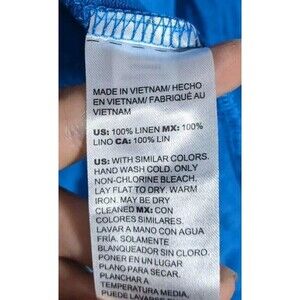 MADE IN VIETNAM/ HECHO
EN VIETNAM/ FABRIQUÉ AU
VIETNAM
US: 100% LINEN MX: 100%
LINO CA: 100% LIN
US: WITH SIMILAR COLORS.
HAND WASH COLD. ONLY
NON-CHLORINE BLEACH.
LAY FLAT TO DRY. WARM
IRON. MAY BE DRY
CLEANED MX: CON
COLORES SIMILARES.
LAVAR A MANO CON AGUA
FRÍA. SOLAMENTE
BLANQUEADOR SIN CLORO.
PONER EN UN LUGAR
PLANO PARA SECAR.
PLANCHAR A
TEMPERATURA MEDIA.
PUEDE LAVARSE